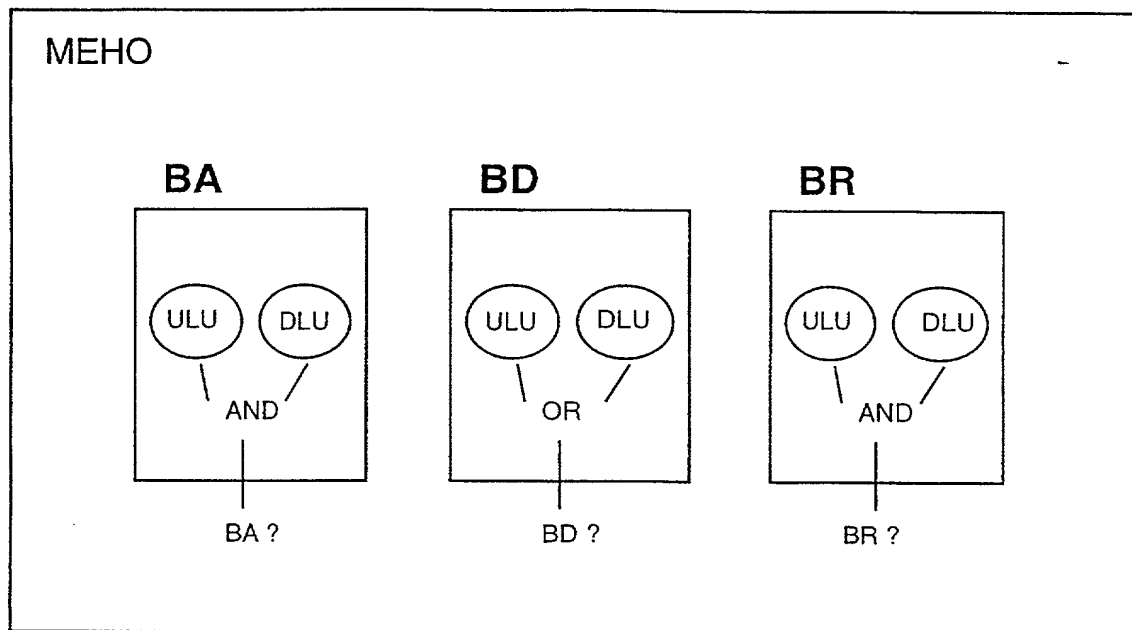 MEHO
BA BD BR
ULU DLU ULU DLU ULU DLU
AND OR AND
BA ? BD ? BR ?